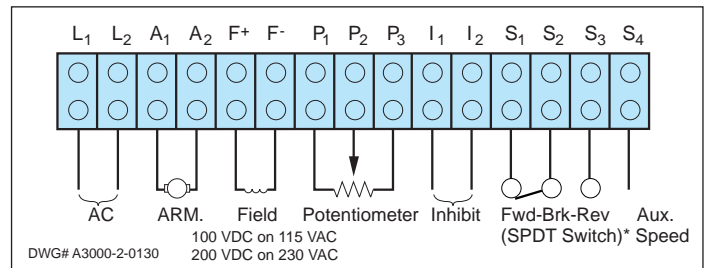 L1 L2 A1 A2 F+ F- P1 P2 P3 I1 I2 S1 S2 S3 S4
AC ARM. Field Potentiometer Inhibit Fwd-Brk-Rev Aux.
100 VDC on 115 VAC (SPDT Switch)* Speed
DWG# A3000-2-0130 200 VDC on 230 VAC